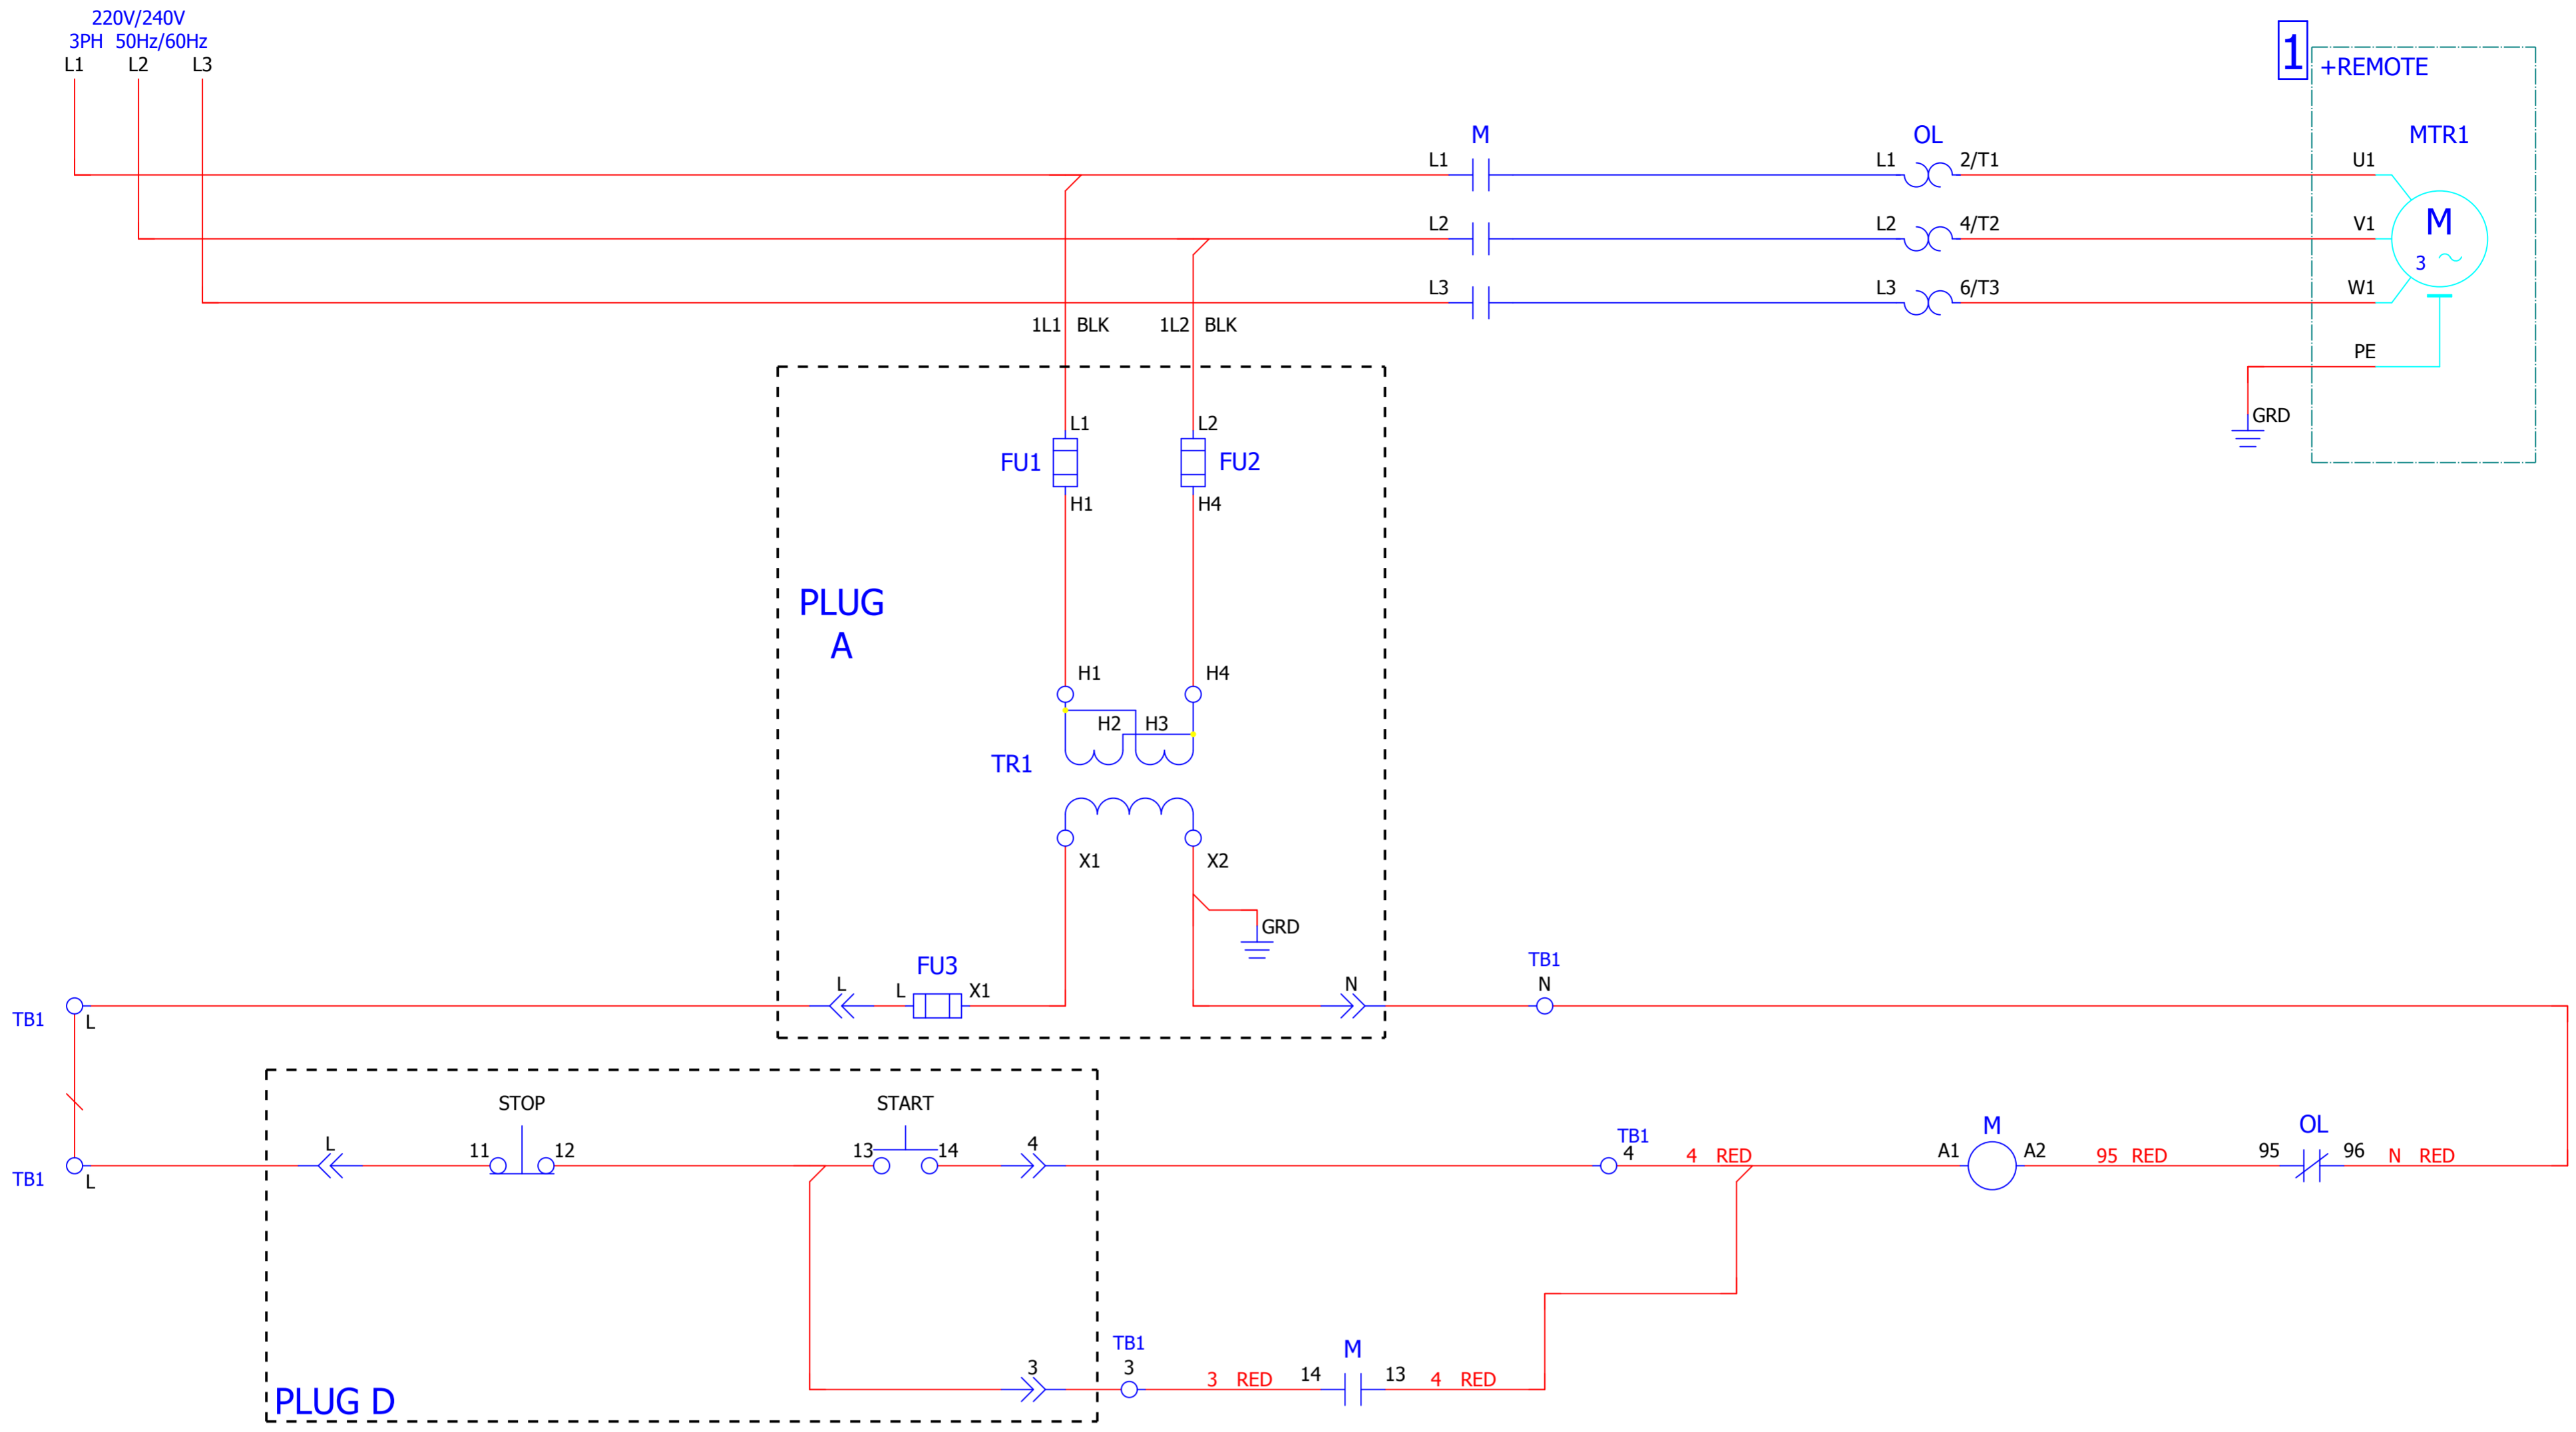 220V/240V
3PH 50Hz/60Hz
L1 L2 L3
1
+REMOTE
M OL MTR1
L1 L1 2/T1 U1
L2 L2 4/T2 V1
M
3
L3 L3 6/T3 W1
1L1 BLK 1L2 BLK
PE
GRD
L1 L2
FU1 FU2
H1 H4
PLUG
A
H1 H4
H2 H3
TR1
X1 X2
GRD
FU3
TB1
L L X1 N N
TB1 L
STOP START
L 11 12 13 14 4
TB1
4 4 RED
M
A1 A2
95 RED
OL
95 96
N RED
TB1 L
TB1 M
3 3 3 RED 14 13 4 RED
PLUG D